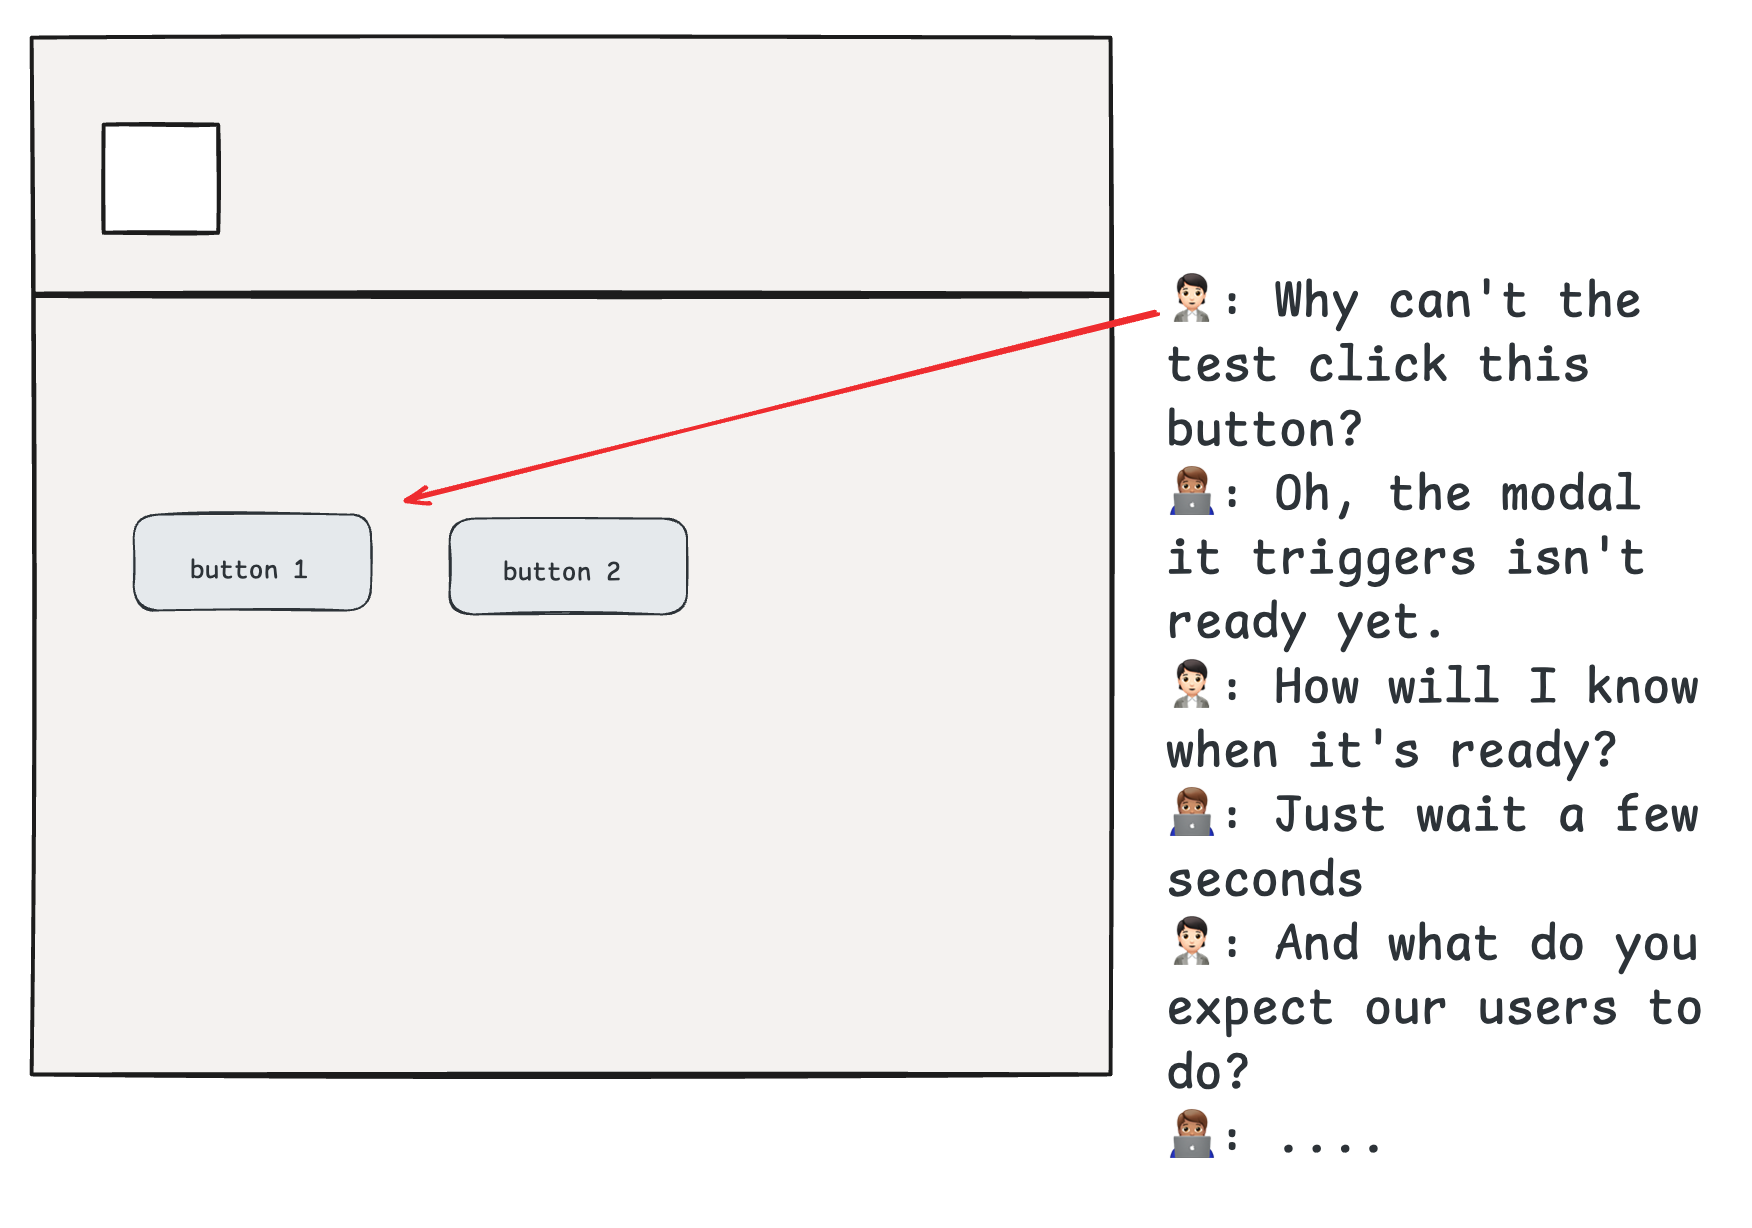 button 1
button 2
🧑🏻‍💼: Why can't the
test click this
button?
🧑🏽‍💻: Oh, the modal
it triggers isn't
ready yet.
🧑🏻‍💼: How will I know
when it's ready?
🧑🏽‍💻: Just wait a few
seconds
🧑🏻‍💼: And what do you
expect our users to
do?
🧑🏽‍💻: ....